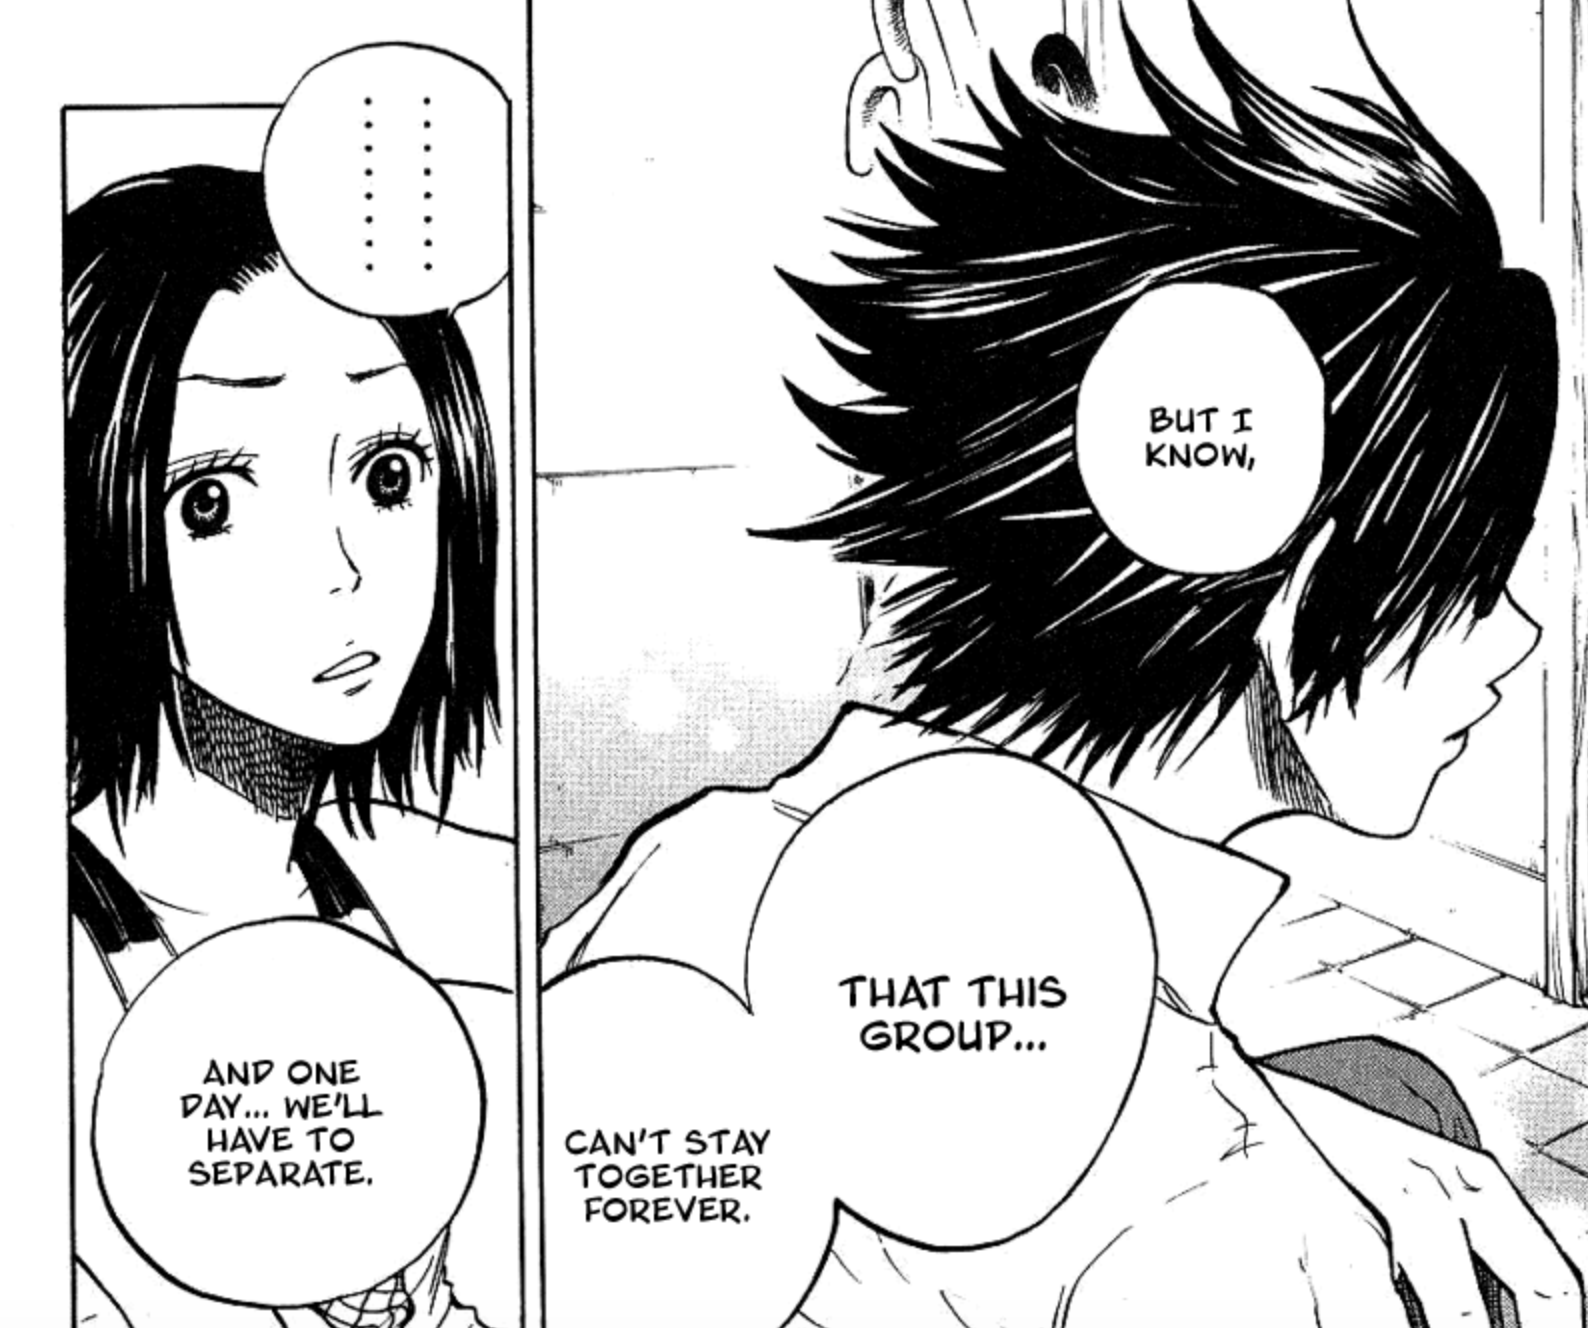 BUT I
KNOW,
THAT THIS
GROUP...
CAN'T STAY
TOGETHER
FOREVER.
AND ONE
DAY... WE'LL
HAVE TO
SEPARATE.